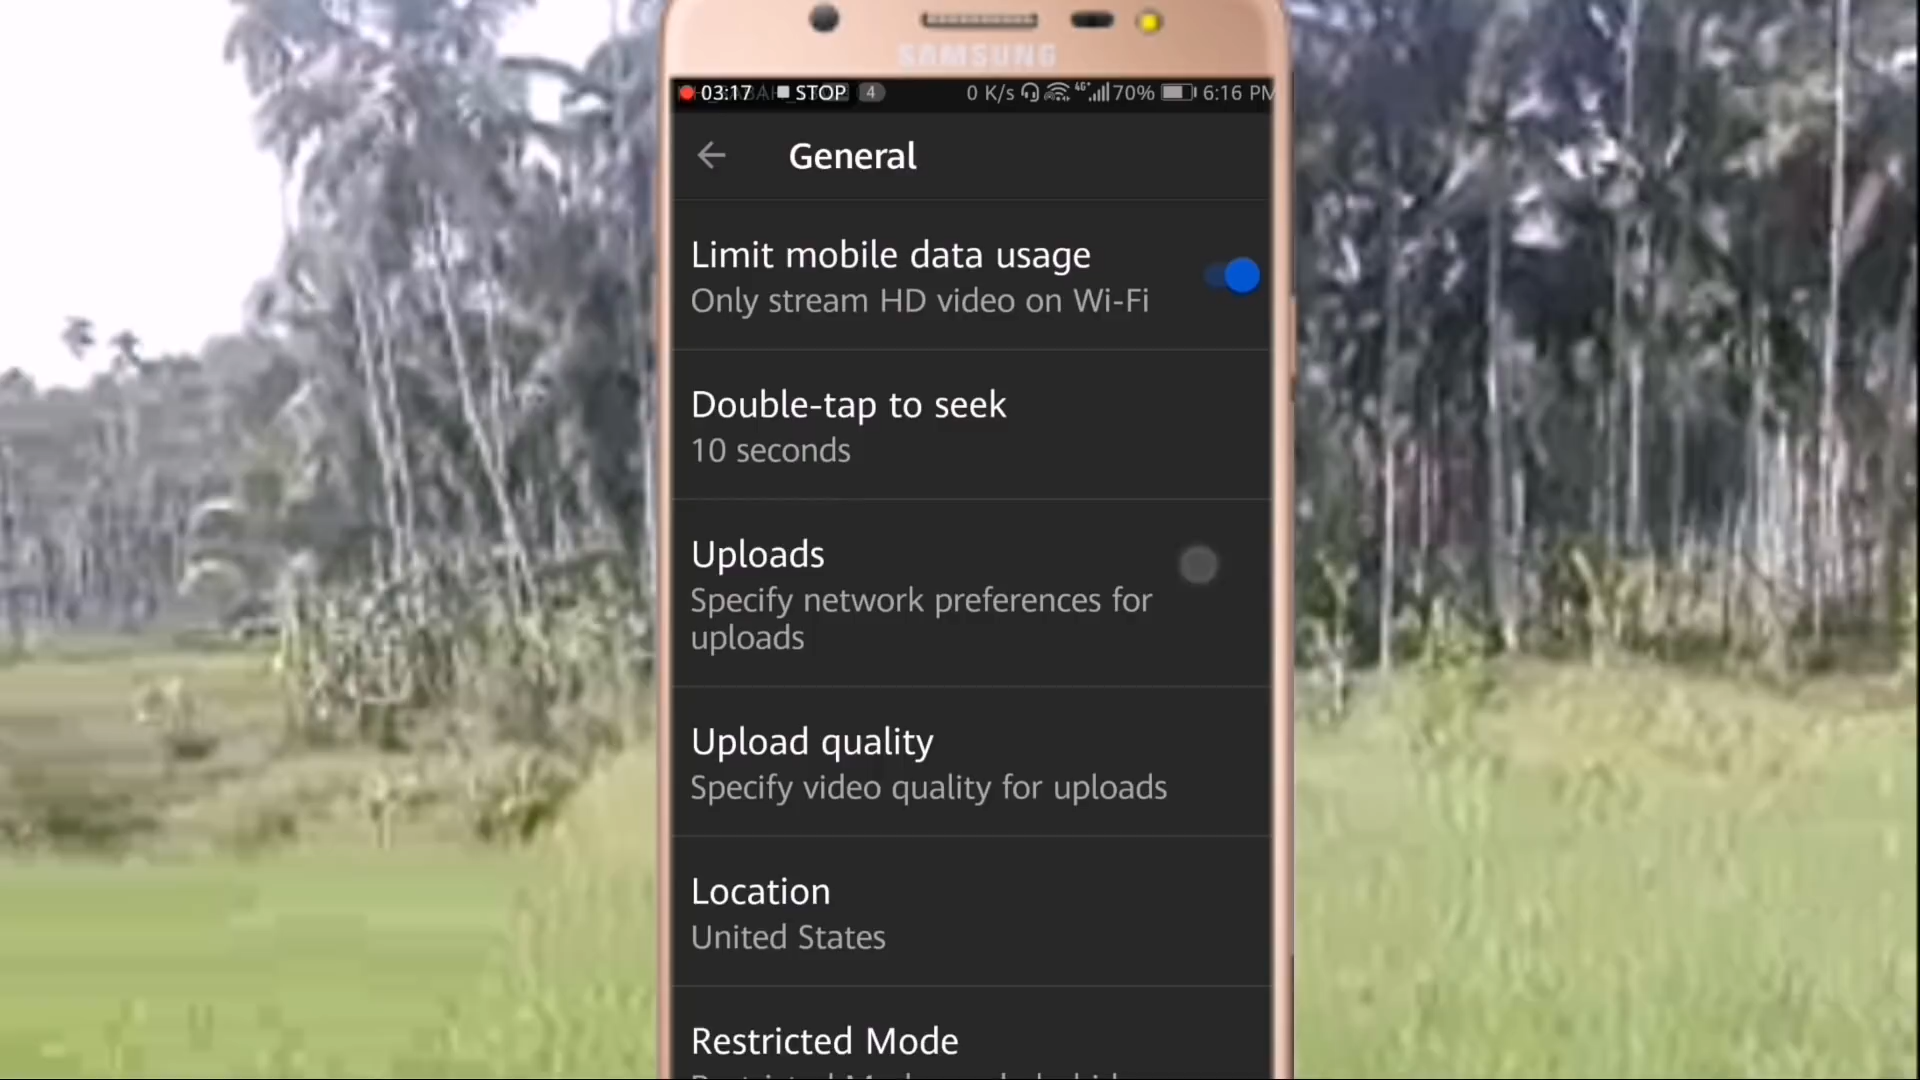 SAMSUNG
03:17 STOP 4 0 K/s 4G+ 70% 6:16 PM
General
Limit mobile data usage
Only stream HD video on Wi-Fi
Double-tap to seek
10 seconds
Uploads
Specify network preferences for
uploads
Upload quality
Specify video quality for uploads
Location
United States
Restricted Mode